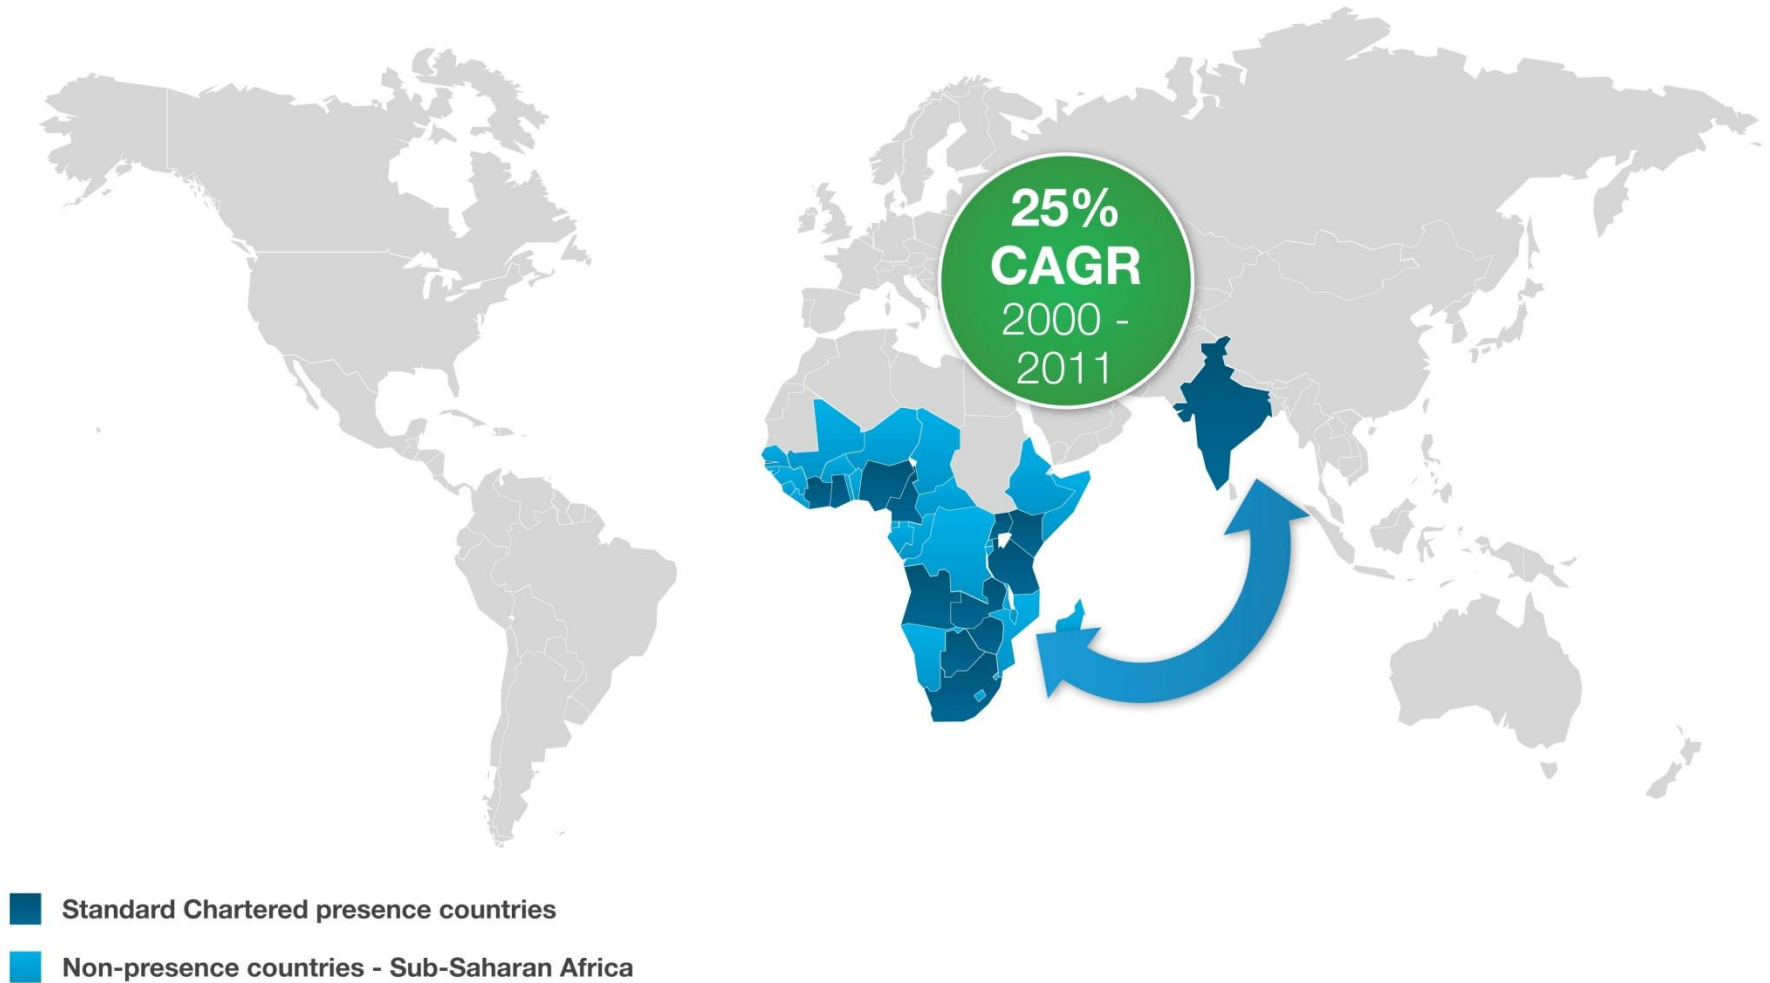 25%
CAGR
2000 -
2011
Standard Chartered presence countries
Non-presence countries - Sub-Saharan Africa